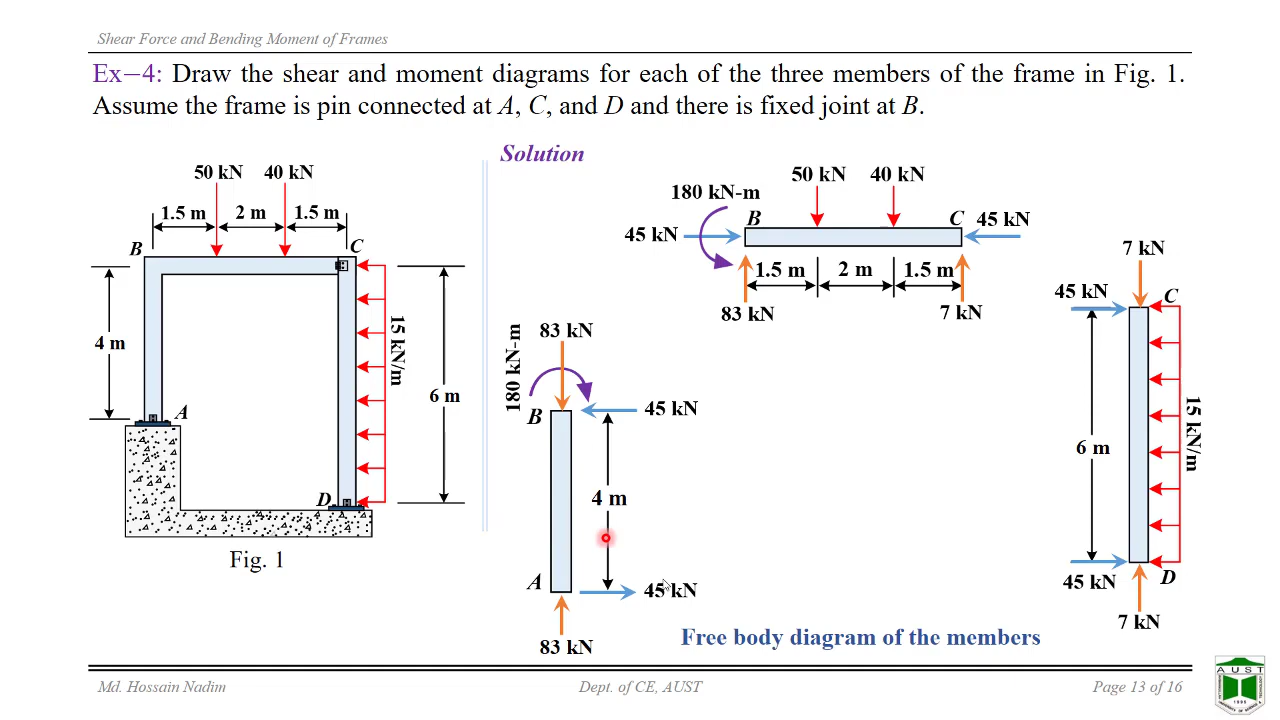 Shear Force and Bending Moment of Frames
Ex–4: Draw the shear and moment diagrams for each of the three members of the frame in Fig. 1.
Assume the frame is pin connected at A, C, and D and there is fixed joint at B.
Solution
50 kN 40 kN
1.5 m 2 m 1.5 m
B C
4 m
15 kN/m
6 m
A
D
Fig. 1
50 kN 40 kN
180 kN-m
B C
45 kN 45 kN
1.5 m 2 m 1.5 m
83 kN 7 kN
83 kN
180 kN-m
B 45 kN
4 m
A 45 kN
83 kN
7 kN
45 kN C
6 m
15 kN/m
45 kN D
7 kN
Free body diagram of the members
Md. Hossain Nadim Dept. of CE, AUST Page 13 of 16
AUST